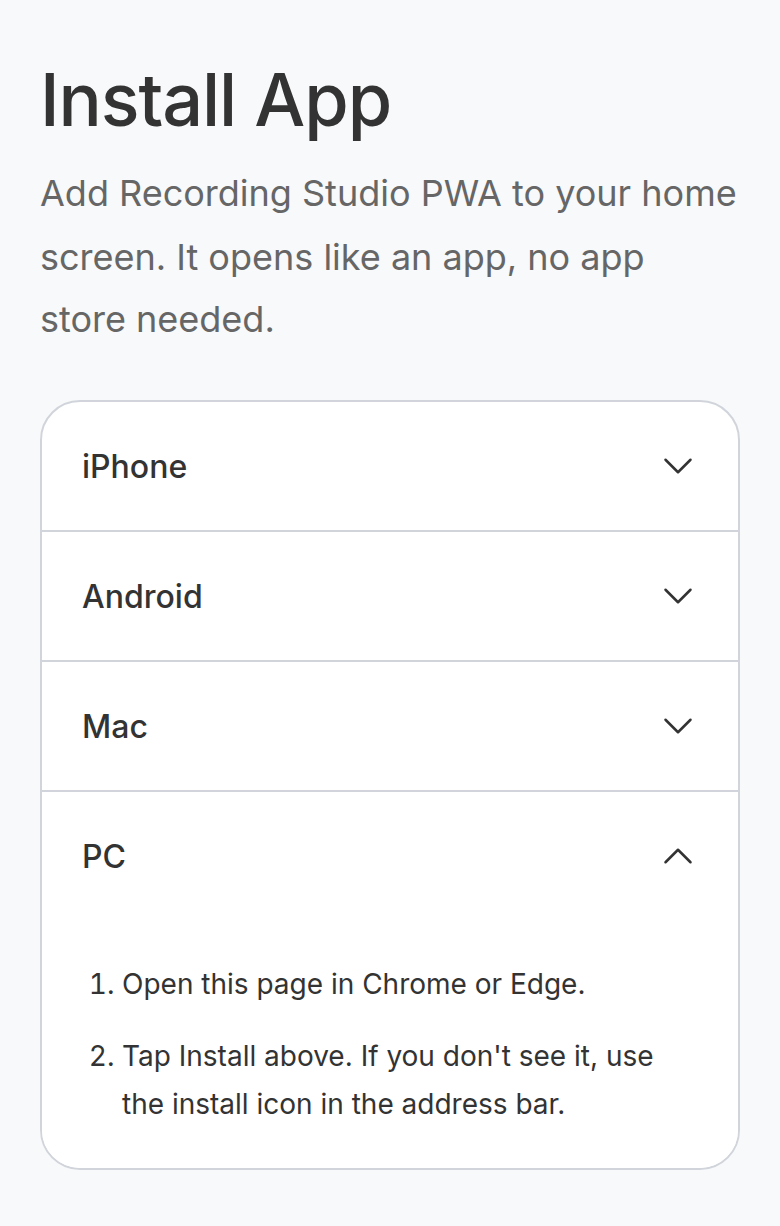 Install App
Add Recording Studio PWA to your home
screen. It opens like an app, no app
store needed.
iPhone
Android
Mac
PC
1. Open this page in Chrome or Edge.
2. Tap Install above. If you don't see it, use
the install icon in the address bar.